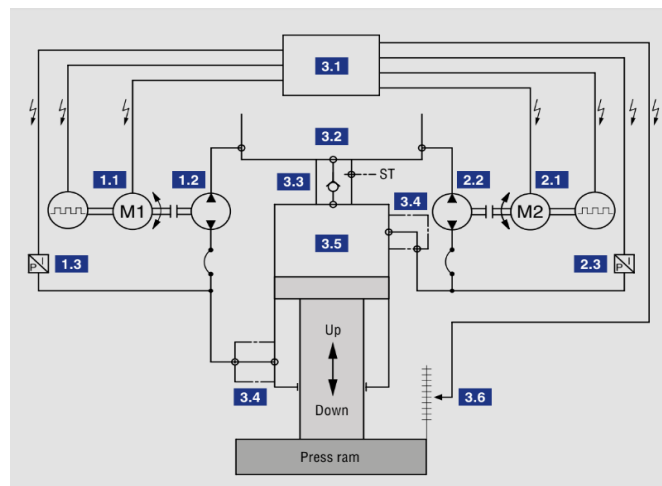 3.1
3.2
1.1
1.2
3.3
ST
3.4
2.2
2.1
M1
M2
3.5
1.3
P
I
2.3
P
I
Up
Down
3.4
3.6
Press ram